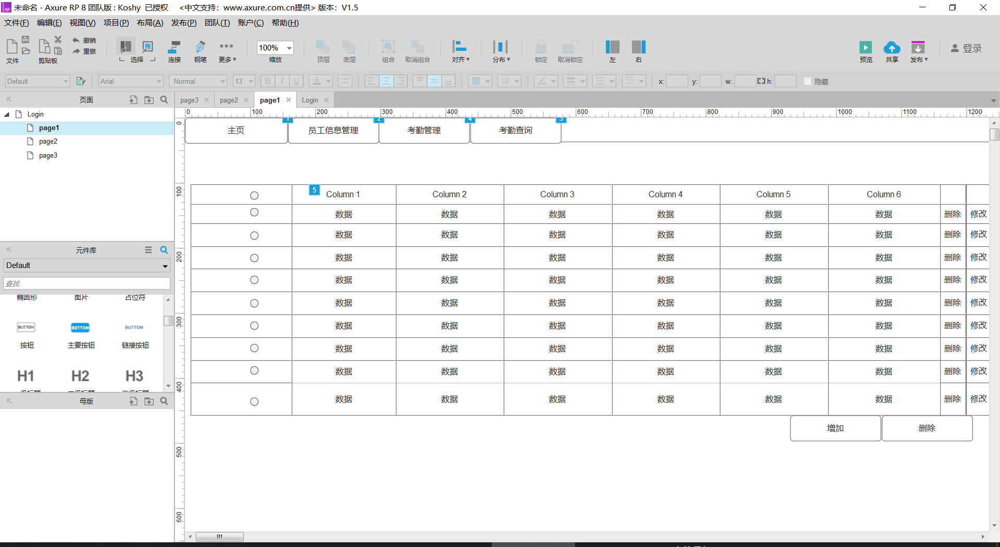 未命名 - Axure RP 8 团队版 : Koshy 已授权 <中文支持：www.axure.com.cn提供> 版本：V1.5
文件(F) 编辑(E) 视图(V) 项目(P) 布局(A) 发布(P) 团队(T) 账户(C) 帮助(H)
撤销
重做
100%
登录
文件 剪贴板 选择 连接 钢笔 更多 缩放 顶层 底层 组合 取消组合 对齐 分布 锁定 取消锁定 左 右 预览 共享 发布
Default Arial Normal 13 B I U A x: y: w: h: 隐藏
页面
page3 page2 page1 Login
Login
page1
page2
page3
0 100 200 300 400 500 600 700 800 900 1000 1100 1200
0
100
200
300
400
500
600
主页 员工信息管理 考勤管理 考勤查询
1 2 4 3
5
Column 1 Column 2 Column 3 Column 4 Column 5 Column 6
数据 数据 数据 数据 数据 数据 删除 修改
数据 数据 数据 数据 数据 数据 删除 修改
数据 数据 数据 数据 数据 数据 删除 修改
数据 数据 数据 数据 数据 数据 删除 修改
数据 数据 数据 数据 数据 数据 删除 修改
数据 数据 数据 数据 数据 数据 删除 修改
数据 数据 数据 数据 数据 数据 删除 修改
数据 数据 数据 数据 数据 数据 删除 修改
数据 数据 数据 数据 数据 数据 删除 修改
增加 删除
元件库
Default
查找
椭圆形 图片 占位符
BUTTON BUTTON BUTTON
按钮 主要按钮 链接按钮
H1 H2 H3
母版